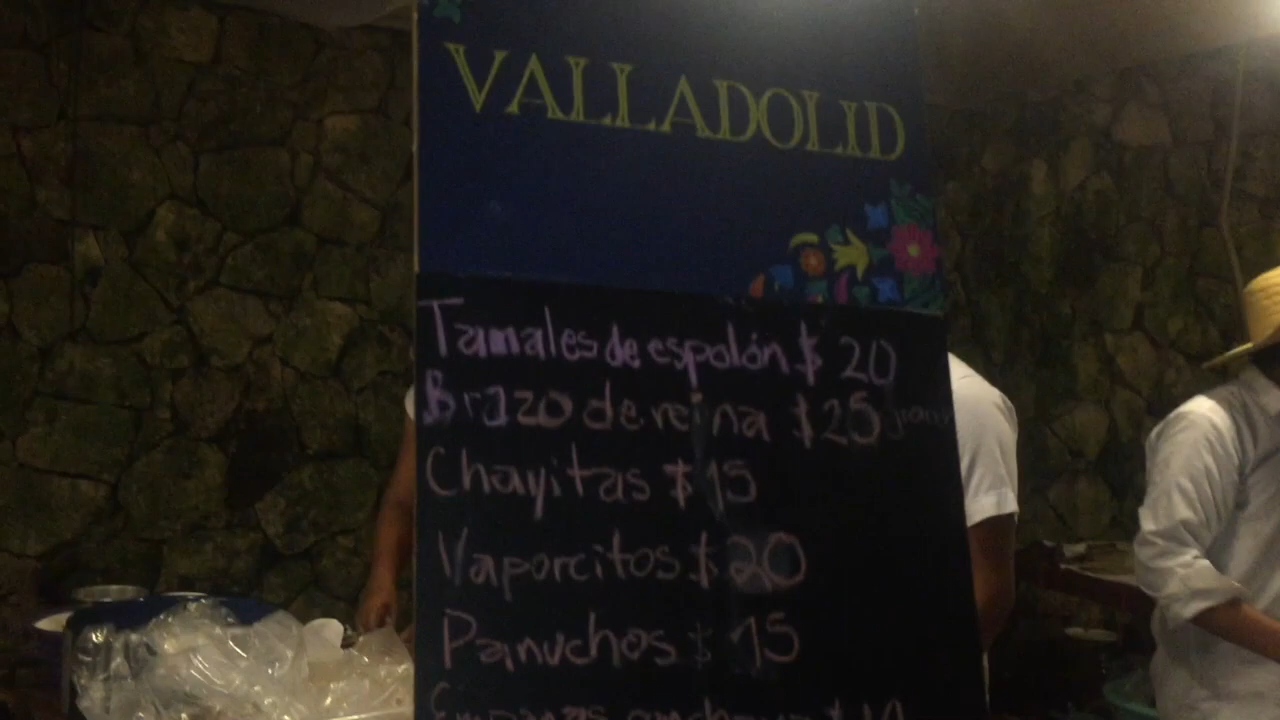 VALLADOLID
Tamales de espolón $ 20
Brazo de reina $25
Chayitas $15
Vaporcitos $20
Panuchos $ 15